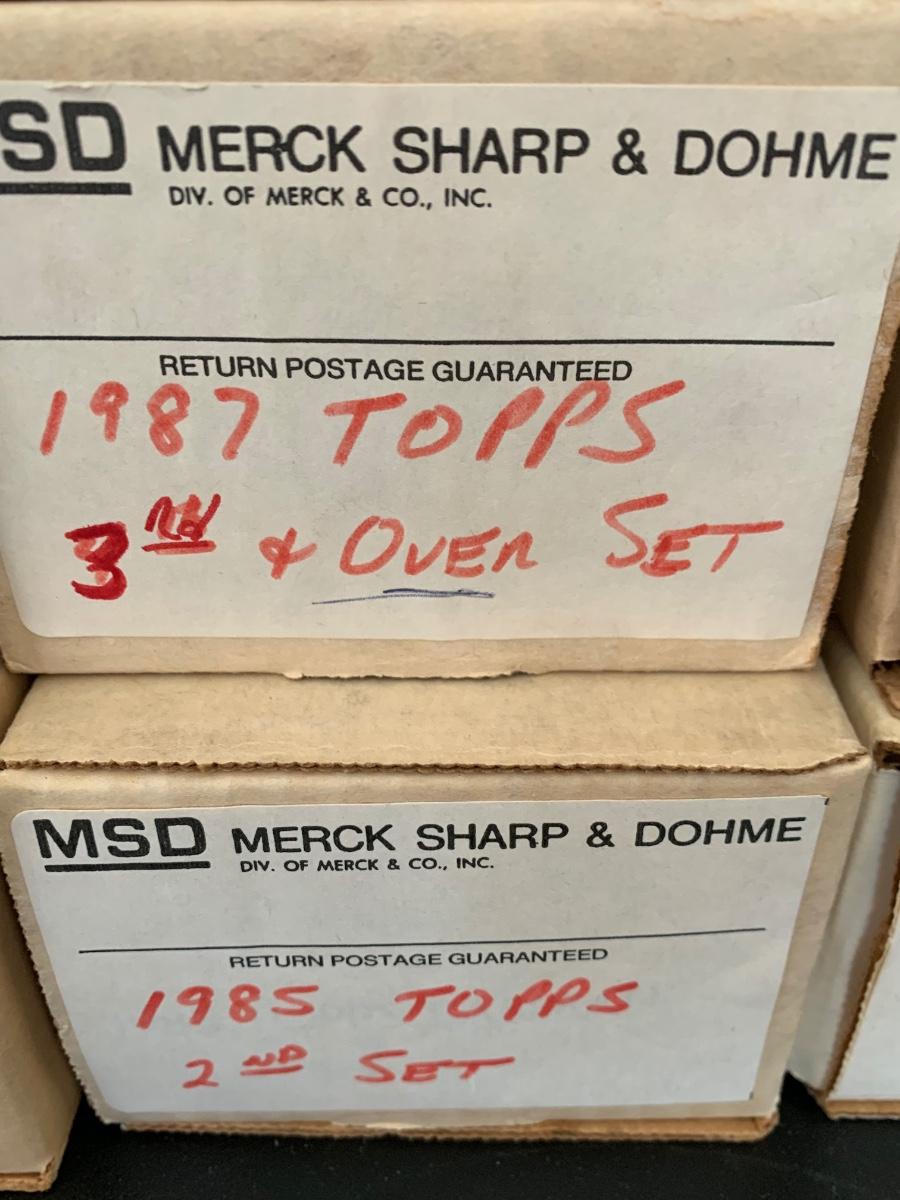 SD MERCK SHARP & DOHME
DIV. OF MERCK & CO., INC.
RETURN POSTAGE GUARANTEED
1987 TOPPS
3RD & OVER SET
MSD MERCK SHARP & DOHME
DIV. OF MERCK & CO., INC.
RETURN POSTAGE GUARANTEED
1985 TOPPS
2ND SET